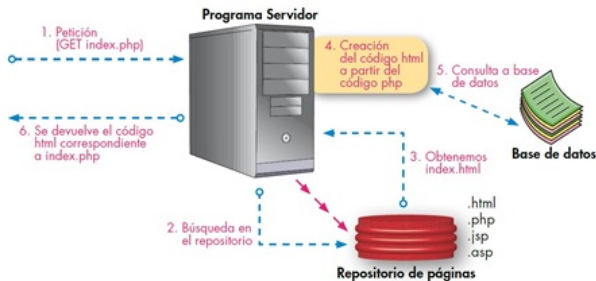 Programa Servidor
1. Petición
(GET index.php)
4. Creación
del código html
a partir del
código php
5. Consulta a base
de datos
6. Se devuelve el código
html correspondiente
a index.php
Base de datos
3. Obtenemos
index.html
2. Búsqueda en
el repositorio
.html
.php
.jsp
.asp
Repositorio de páginas